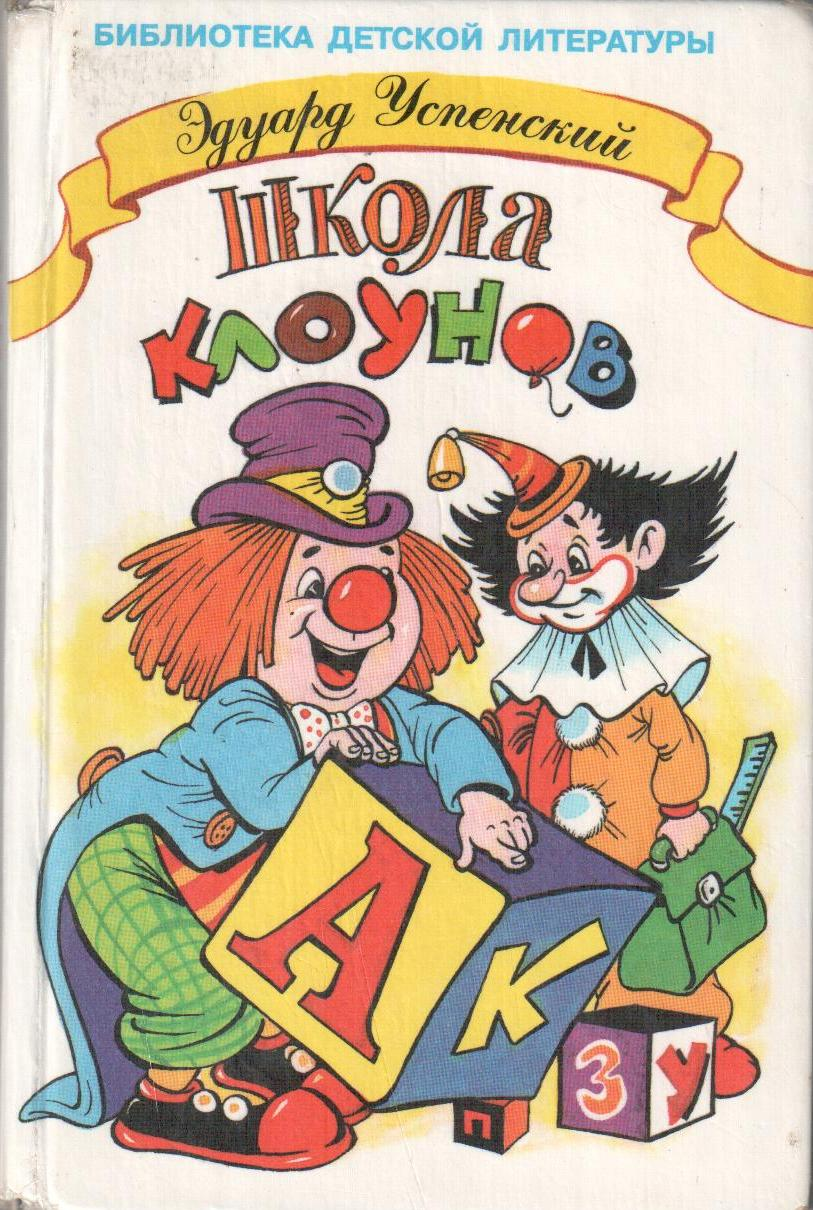 БИБЛИОТЕКА ДЕТСКОЙ ЛИТЕРАТУРЫ
Эдуард Успенский
Школа
КЛОУНОВ
А К
П З У